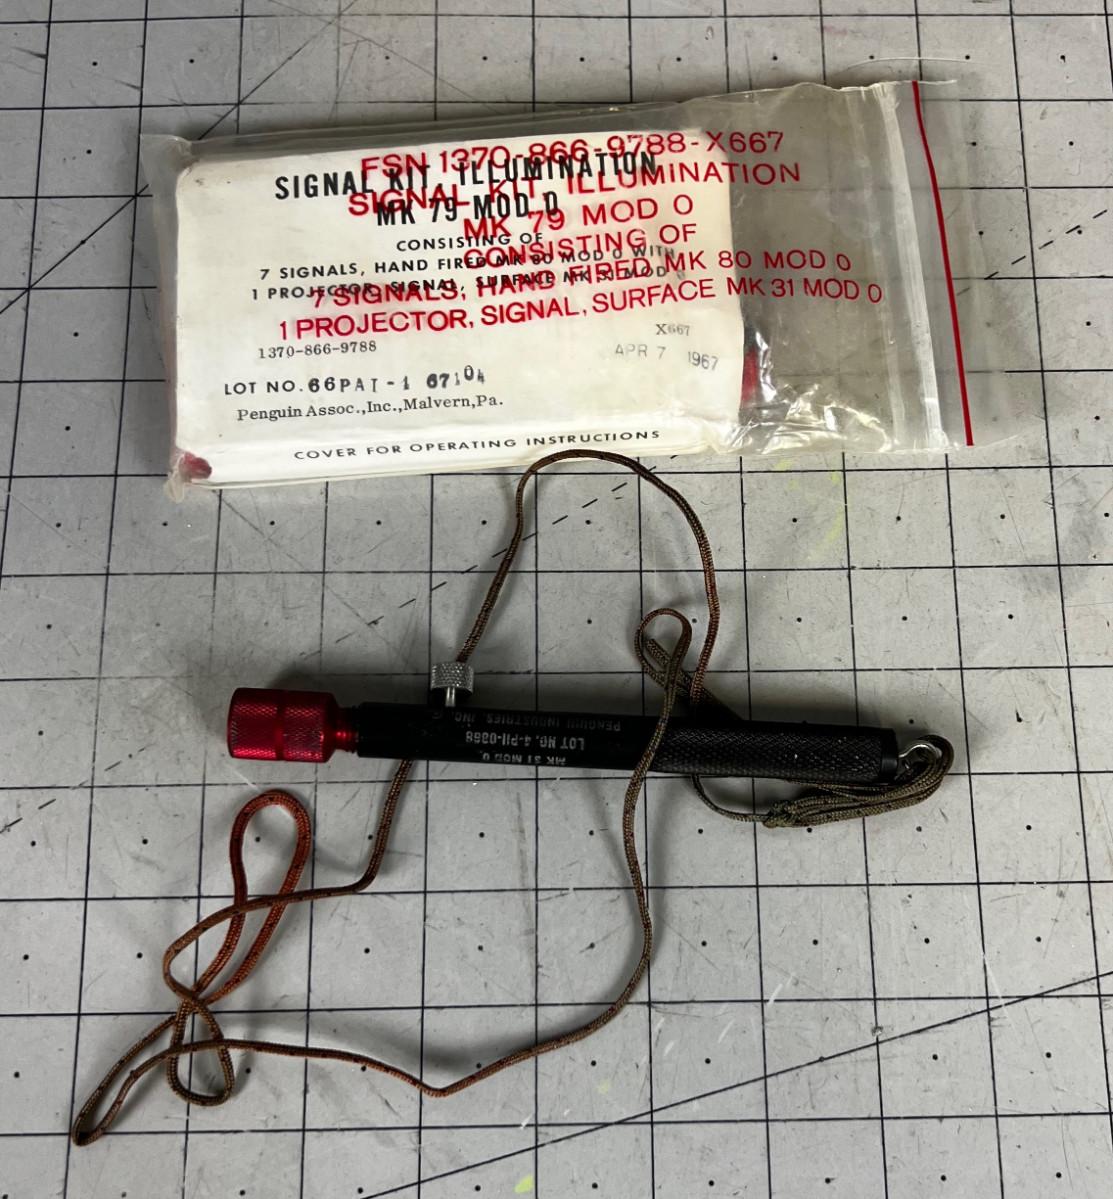 FSN 1370-866-9788-X667
SIGNAL KIT, ILLUMINATION
MK 79 MOD 0
CONSISTING OF
7 SIGNALS, HAND FIRED MK 80 MOD 0
1 PROJECTOR, SIGNAL, SURFACE MK 31 MOD 0
SIGNAL KIT, ILLUMINATION
MK 79 MOD 0
CONSISTING OF
7 SIGNALS, HAND FIRED MK 80 MOD 0 WITH
1 PROJECTOR, SIGNAL, SURFACE MK 31 MOD 0
1370-866-9788
X667
APR 7 1967
LOT NO. 66PAI-1 67104
Penguin Assoc.,Inc.,Malvern,Pa.
COVER FOR OPERATING INSTRUCTIONS
MK 31 MOD 0
LOT NO. 4-PII-0368
PENGUIN INDUSTRIES, INC.